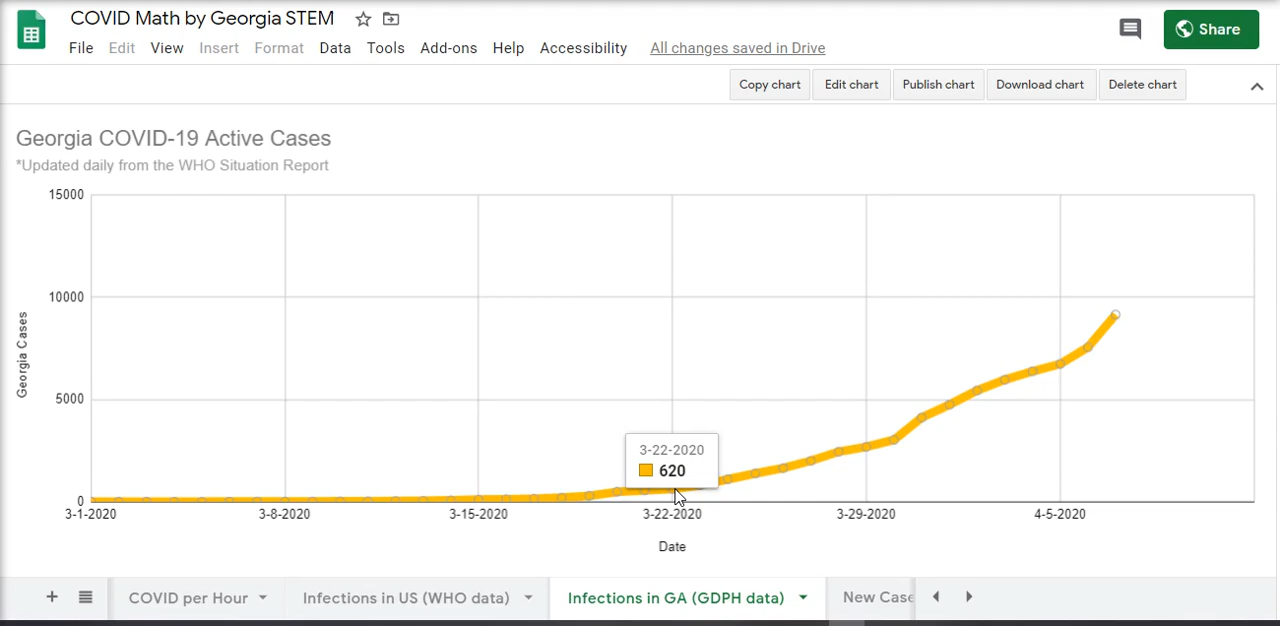 COVID Math by Georgia STEM
File Edit View Insert Format Data Tools Add-ons Help Accessibility All changes saved in Drive
Share
Copy chart Edit chart Publish chart Download chart Delete chart
Georgia COVID-19 Active Cases
*Updated daily from the WHO Situation Report
15000
10000
5000
0
Georgia Cases
3-22-2020
620
3-1-2020 3-8-2020 3-15-2020 3-22-2020 3-29-2020 4-5-2020
Date
COVID per Hour Infections in US (WHO data) Infections in GA (GDPH data) New Case